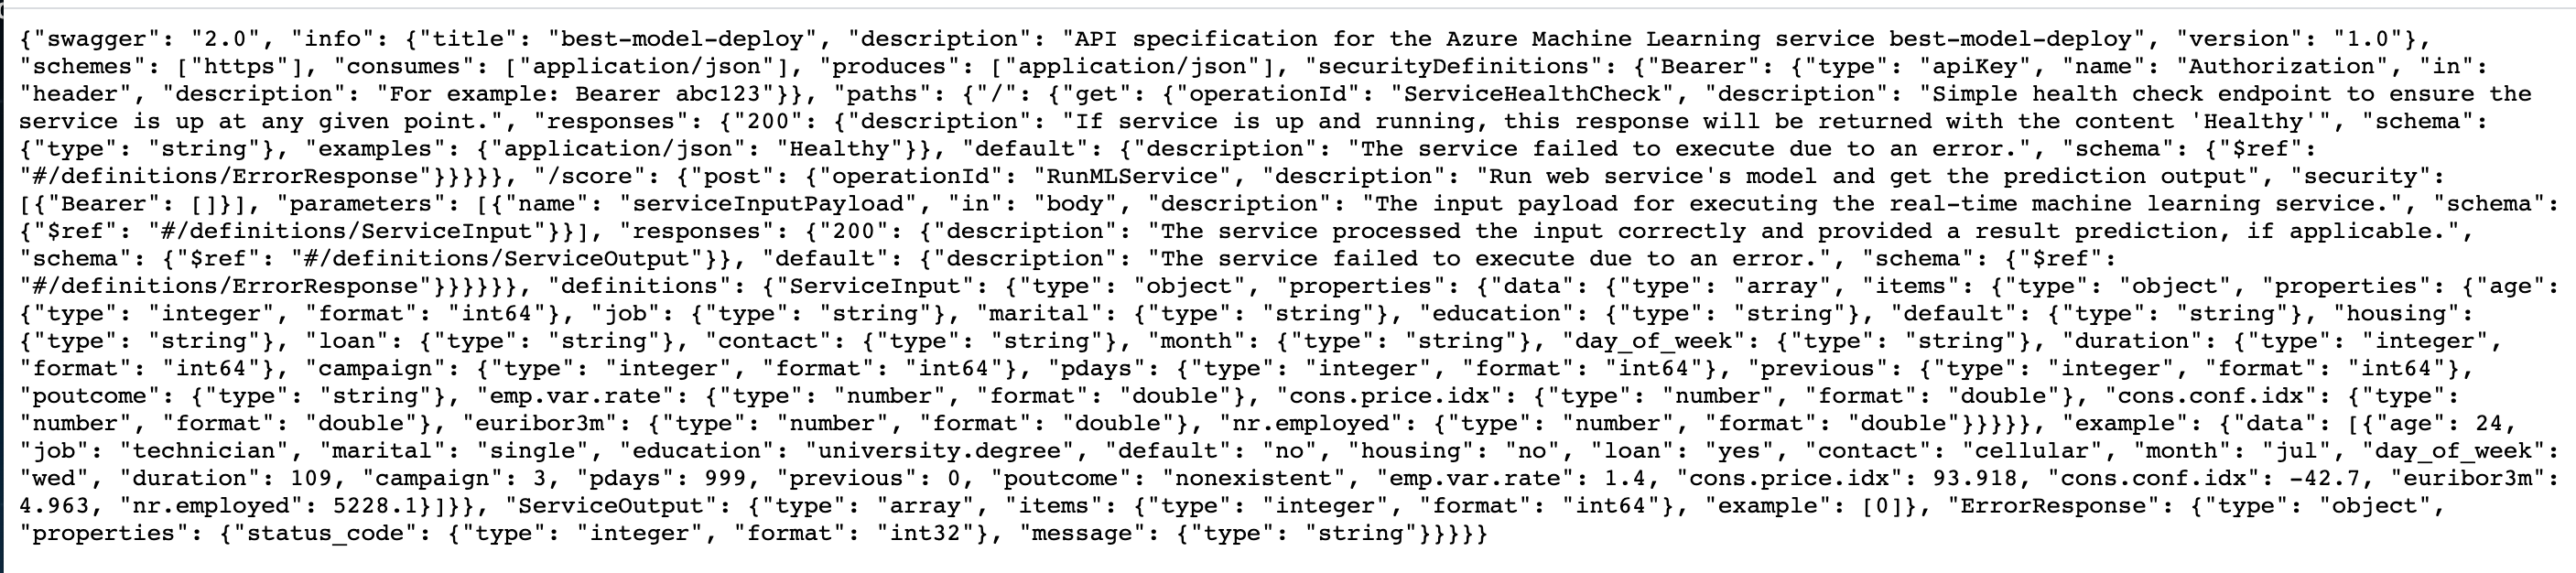 {"swagger": "2.0", "info": {"title": "best-model-deploy", "description": "API specification for the Azure Machine Learning service best-model-deploy", "version": "1.0"},
"schemes": ["https"], "consumes": ["application/json"], "produces": ["application/json"], "securityDefinitions": {"Bearer": {"type": "apiKey", "name": "Authorization", "in":
"header", "description": "For example: Bearer abc123"}}, "paths": {"/": {"get": {"operationId": "ServiceHealthCheck", "description": "Simple health check endpoint to ensure the
service is up at any given point.", "responses": {"200": {"description": "If service is up and running, this response will be returned with the content 'Healthy'", "schema":
{"type": "string"}, "examples": {"application/json": "Healthy"}}, "default": {"description": "The service failed to execute due to an error.", "schema": {"$ref":
"#/definitions/ErrorResponse"}}}}}, "/score": {"post": {"operationId": "RunMLService", "description": "Run web service's model and get the prediction output", "security":
[{"Bearer": []}], "parameters": [{"name": "serviceInputPayload", "in": "body", "description": "The input payload for executing the real-time machine learning service.", "schema":
{"$ref": "#/definitions/ServiceInput"}}], "responses": {"200": {"description": "The service processed the input correctly and provided a result prediction, if applicable.",
"schema": {"$ref": "#/definitions/ServiceOutput"}}, "default": {"description": "The service failed to execute due to an error.", "schema": {"$ref":
"#/definitions/ErrorResponse"}}}}}}, "definitions": {"ServiceInput": {"type": "object", "properties": {"data": {"type": "array", "items": {"type": "object", "properties": {"age":
{"type": "integer", "format": "int64"}, "job": {"type": "string"}, "marital": {"type": "string"}, "education": {"type": "string"}, "default": {"type": "string"}, "housing":
{"type": "string"}, "loan": {"type": "string"}, "contact": {"type": "string"}, "month": {"type": "string"}, "day_of_week": {"type": "string"}, "duration": {"type": "integer",
"format": "int64"}, "campaign": {"type": "integer", "format": "int64"}, "pdays": {"type": "integer", "format": "int64"}, "previous": {"type": "integer", "format": "int64"},
"poutcome": {"type": "string"}, "emp.var.rate": {"type": "number", "format": "double"}, "cons.price.idx": {"type": "number", "format": "double"}, "cons.conf.idx": {"type":
"number", "format": "double"}, "euribor3m": {"type": "number", "format": "double"}, "nr.employed": {"type": "number", "format": "double"}}}}}, "example": {"data": [{"age": 24,
"job": "technician", "marital": "single", "education": "university.degree", "default": "no", "housing": "no", "loan": "yes", "contact": "cellular", "month": "jul", "day_of_week":
"wed", "duration": 109, "campaign": 3, "pdays": 999, "previous": 0, "poutcome": "nonexistent", "emp.var.rate": 1.4, "cons.price.idx": 93.918, "cons.conf.idx": -42.7, "euribor3m":
4.963, "nr.employed": 5228.1}]}}, "ServiceOutput": {"type": "array", "items": {"type": "integer", "format": "int64"}, "example": [0]}, "ErrorResponse": {"type": "object",
"properties": {"status_code": {"type": "integer", "format": "int32"}, "message": {"type": "string"}}}}}